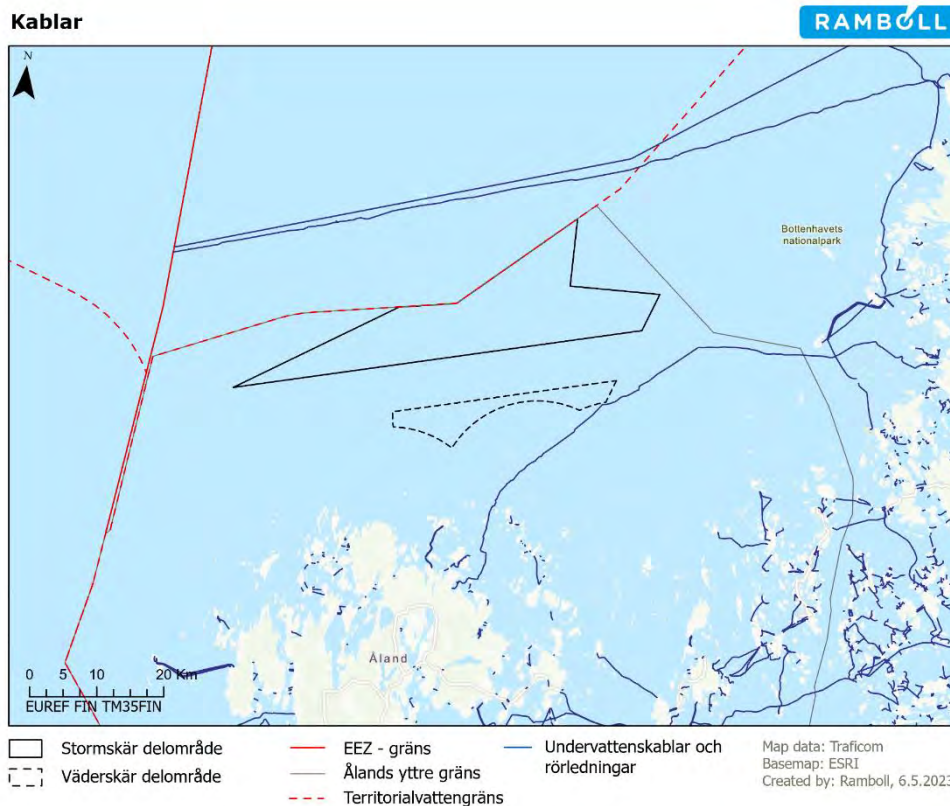 Kablar
RAMBOLL
N
Bottenhavets
nationalpark
Åland
0 5 10 20 Km
EUREF FIN TM35FIN
Stormskär delområde
Väderskär delområde
EEZ - gräns
Ålands yttre gräns
Territorialvattengräns
Undervattenskablar och
rörledningar
Map data: Traficom
Basemap: ESRI
Created by: Ramboll, 6.5.2023